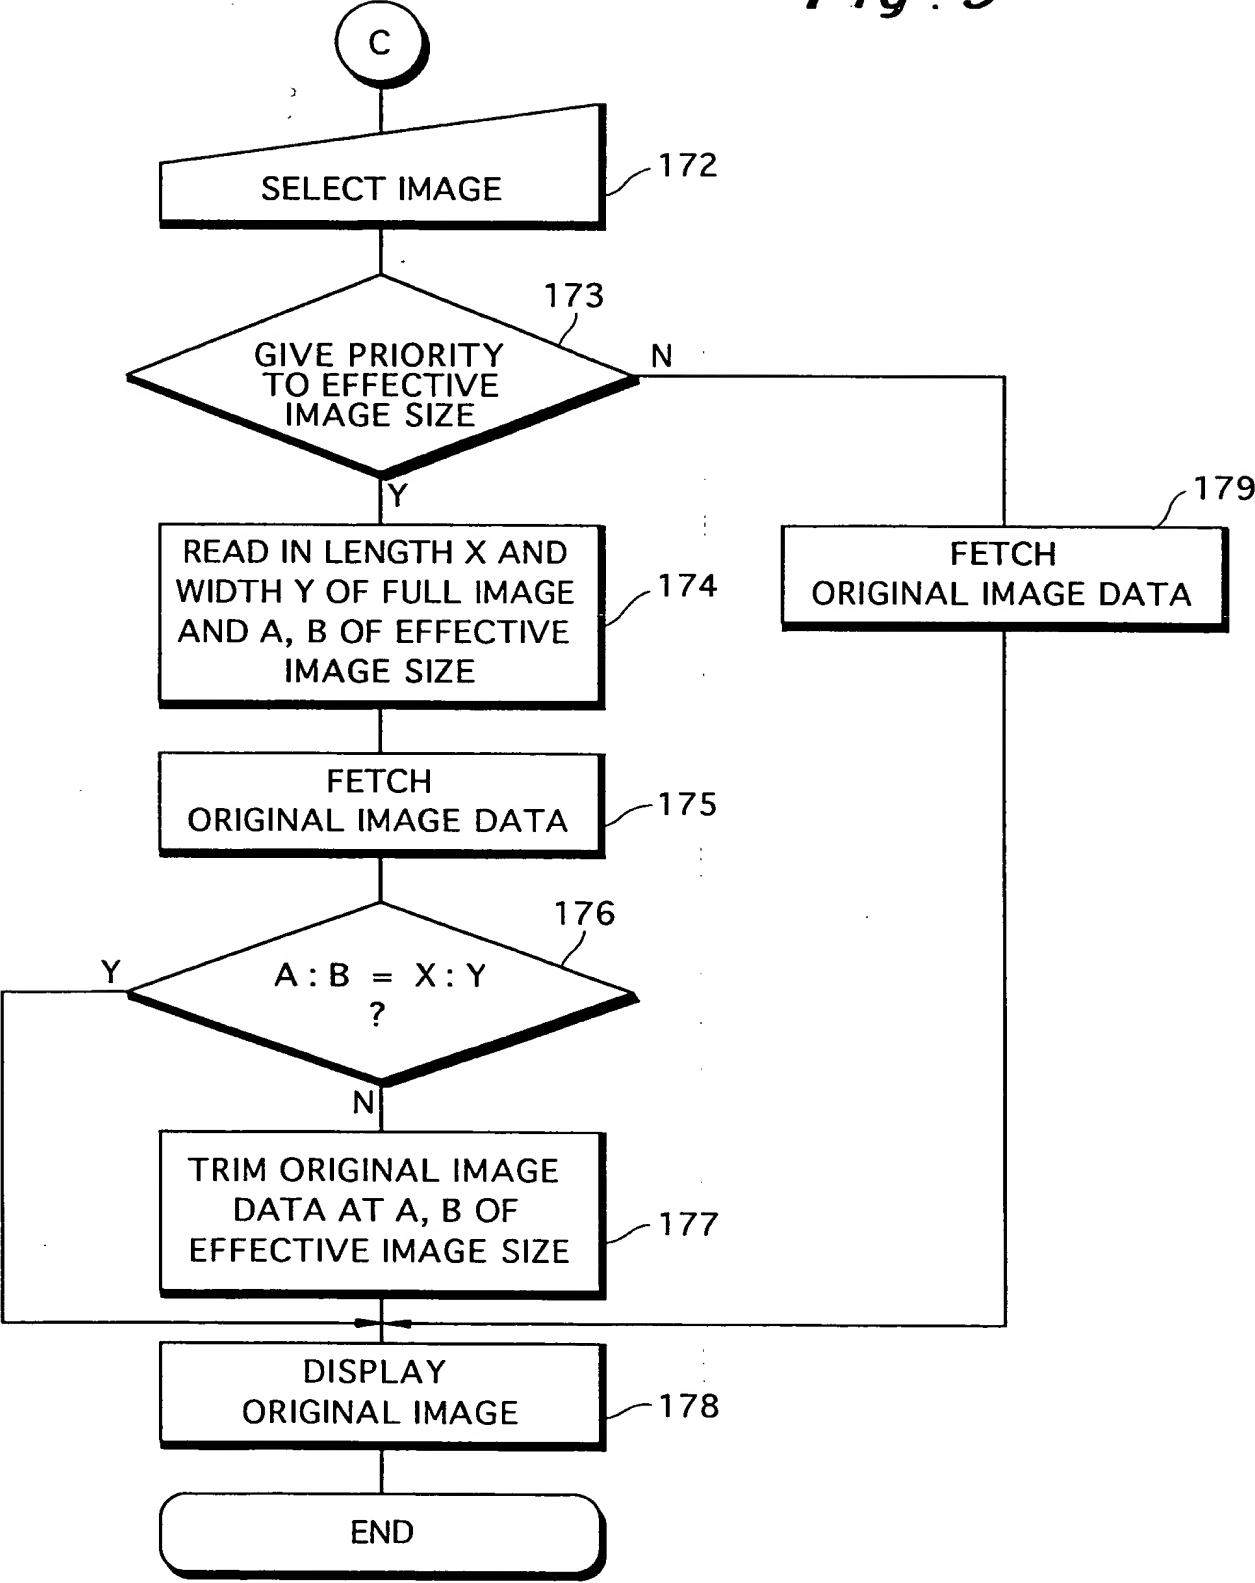 C
SELECT IMAGE
172
173
GIVE PRIORITY
TO EFFECTIVE
IMAGE SIZE
N
Y
READ IN LENGTH X AND
WIDTH Y OF FULL IMAGE
AND A, B OF EFFECTIVE
IMAGE SIZE
174
179
FETCH
ORIGINAL IMAGE DATA
FETCH
ORIGINAL IMAGE DATA
175
176
Y
A : B = X : Y
?
N
TRIM ORIGINAL IMAGE
DATA AT A, B OF
EFFECTIVE IMAGE SIZE
177
DISPLAY
ORIGINAL IMAGE
178
END